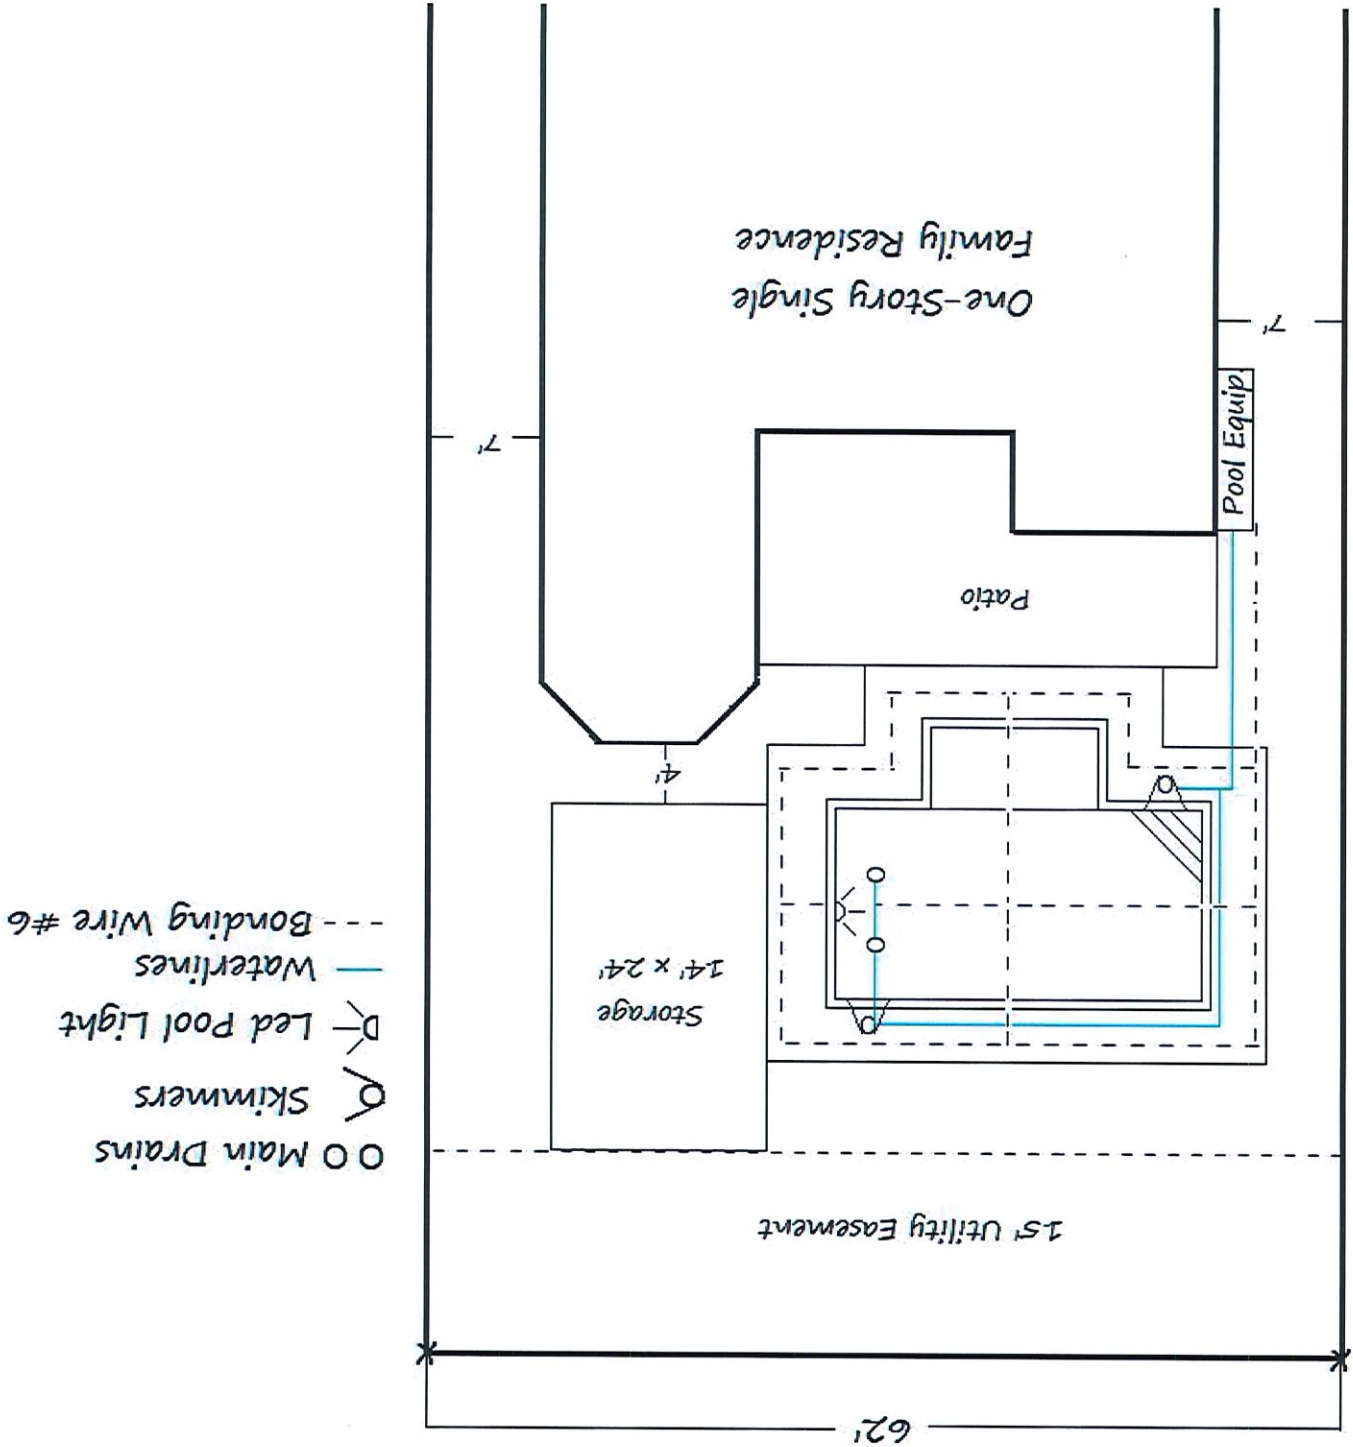 62'
15' Utility Easement
OO Main Drains
Skimmers
Led Pool Light
Waterlines
--- Bonding Wire #6
Storage
14' x 24'
4'
Patio
Pool Equip.
7'
7'
One-Story Single
Family Residence